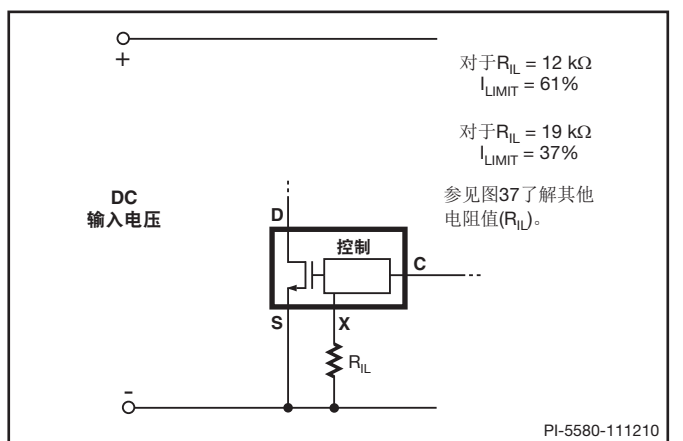 +
对于R_IL = 12 kΩ
I_LIMIT = 61%
对于R_IL = 19 kΩ
I_LIMIT = 37%
参见图37了解其他
电阻值(R_IL)。
DC
输入电压
D
控制
C
S
X
R_IL
-
PI-5580-111210